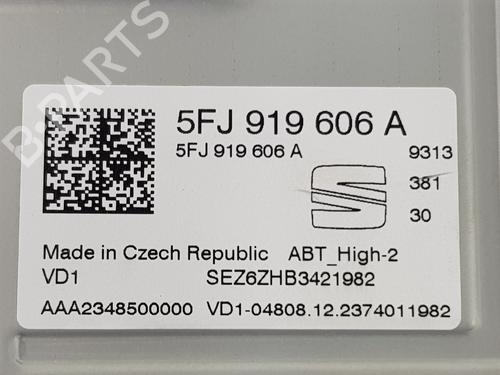 B-PARTS
5FJ 919 606 A
5FJ 919 606 A 9313
381
30
Made in Czech Republic ABT_High-2
VD1 SEZ6ZHB3421982
AAA2348500000 VD1-04808.12.2374011982